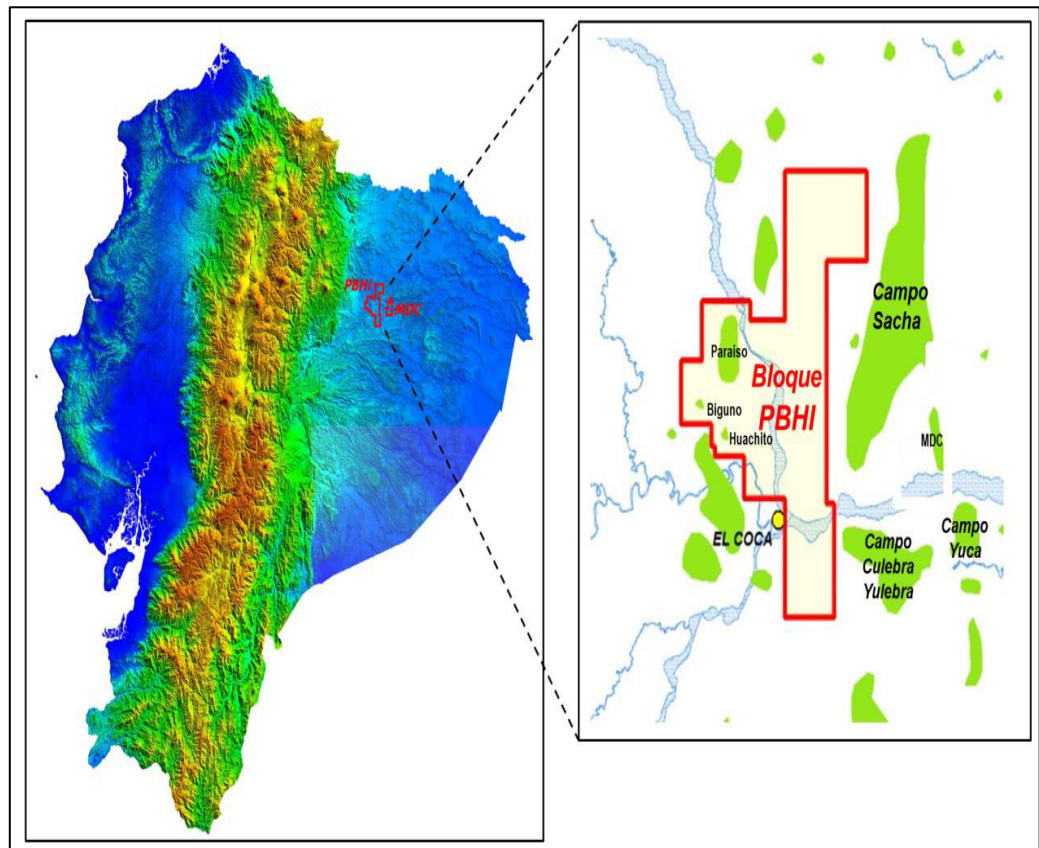 PBHI
MDC
Campo
Sacha
Paraiso
Bloque
PBHI
Biguno
Huachito
MDC
EL COCA
Campo
Culebra
Yulebra
Campo
Yuca